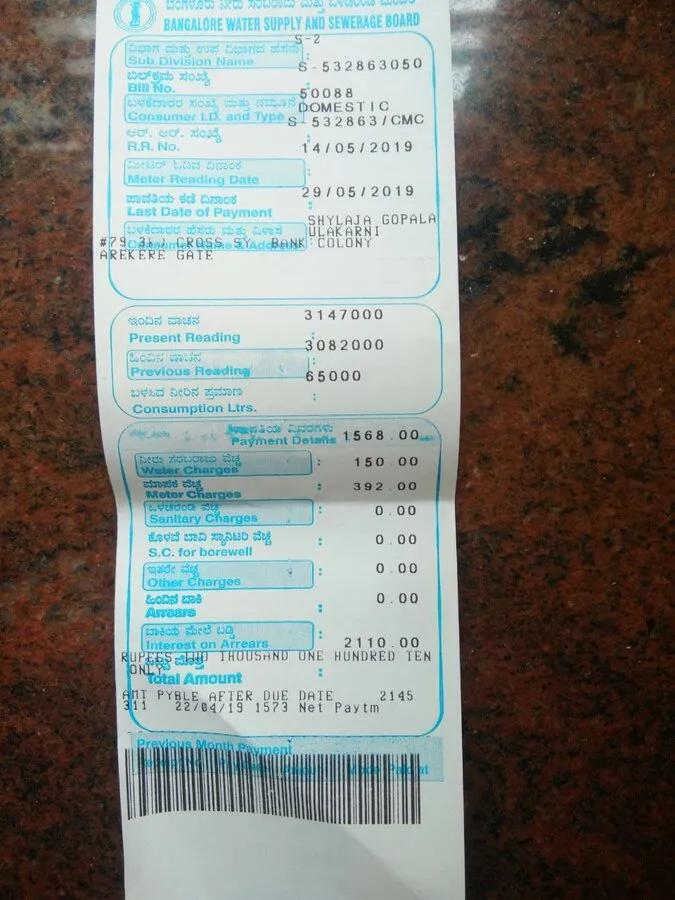 ಬೆಂಗಳೂರು ನೀರು ಸರಬರಾಜು ಮತ್ತು ಒಳಚರಂಡಿ ಮಂಡಳಿ
BANGALORE WATER SUPPLY AND SEWERAGE BOARD
S-2
ವಿಭಾಗ ಮತ್ತು ಉಪ ವಿಭಾಗದ ಹೆಸರು
Sub Division Name
S-532863050
ಬಿಲ್‌ಕ್ರಮ ಸಂಖ್ಯೆ
Bill No.
50088
ಬಳಕೆದಾರರ ಸಂಖ್ಯೆ ಮತ್ತು ನಮೂನೆ
DOMESTIC
Consumer I.D. and Type
S-532863/CMC
ಆರ್. ಆರ್. ಸಂಖ್ಯೆ
R.R. No. :
14/05/2019
ಮೀಟರ್ ಓದಿದ ದಿನಾಂಕ
Meter Reading Date
29/05/2019
ಪಾವತಿಯ ಕಡೆ ದಿನಾಂಕ
Last Date of Payment
SHYLAJA GOPALA
ಬಳಕೆದಾರರ ಹೆಸರು ಮತ್ತು ವಿಳಾಸ
ULAKARNI
Consumer Name & Address
#79 3RD CROSS SY BANK COLONY
AREKERE GATE
3147000
ಇಂದಿನ ವಾಚನ
Present Reading :
3082000
ಹಿಂದಿನ ವಾಚನ
Previous Reading :
65000
ಬಳಸಿದ ನೀರಿನ ಪ್ರಮಾಣ
Consumption Ltrs. :
ಪಾವತಿಯ ವಿವರಗಳು
Payment Details 1568.00
ನೀರು ಸರಬರಾಜು ವೆಚ್ಚ
Water Charges : 150.00
ಮಾಪಕ ವೆಚ್ಚ
Meter Charges : 392.00
ಒಳಚರಂಡಿ ವೆಚ್ಚ
Sanitary Charges : 0.00
ಕೊಳವೆ ಬಾವಿ ಸ್ಯಾನಿಟರಿ ವೆಚ್ಚ
S.C. for borewell : 0.00
ಇತರೇ ವೆಚ್ಚ
Other Charges : 0.00
ಹಿಂದಿನ ಬಾಕಿ
Arrears : 0.00
ಬಾಕಿಯ ಮೇಲೆ ಬಡ್ಡಿ
Interest on Arrears : 2110.00
RUPEES TWO THOUSAND ONE HUNDRED TEN
ONLY
ಒಟ್ಟು ಮೊತ್ತ
Total Amount :
AMT PYBLE AFTER DUE DATE 2145
311 22/04/19 1573 Net Paytm
Previous Month Payment